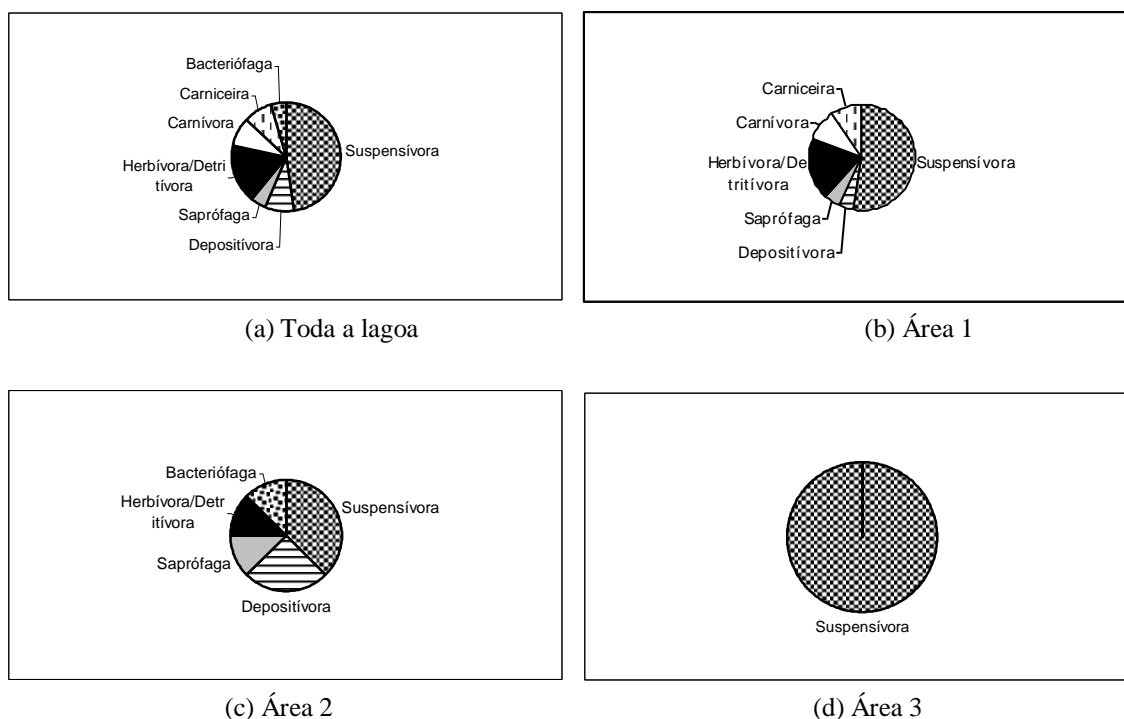 Bacteriófaga
Carniceira
Carnívora
Herbívora/Detri
tívora
Saprófaga
Depositívora
Suspensívora
(a) Toda a lagoa
Carniceira
Carnívora
Herbívora/De
tritívora
Saprófaga
Depositívora
Suspensívora
(b) Área 1
Bacteriófaga
Herbívora/Detr
itívora
Saprófaga
Depositívora
Suspensívora
(c) Área 2
Suspensívora
(d) Área 3